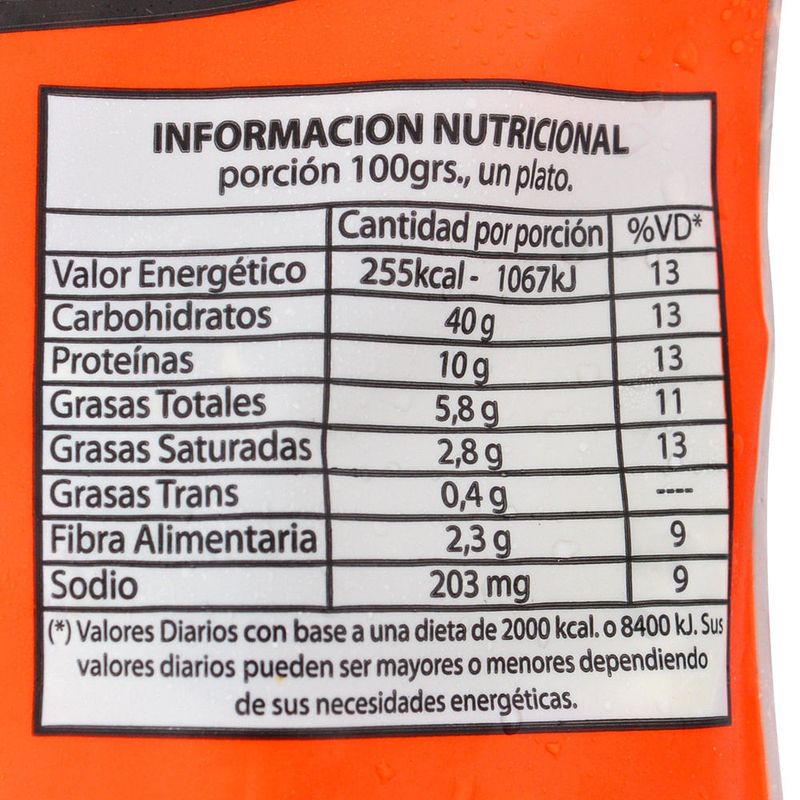 INFORMACION NUTRICIONAL
porción 100grs., un plato.
Cantidad por porción %VD*
Valor Energético 255kcal - 1067kJ 13
Carbohidratos 40 g 13
Proteínas 10 g 13
Grasas Totales 5,8 g 11
Grasas Saturadas 2,8 g 13
Grasas Trans 0,4 g ----
Fibra Alimentaria 2,3 g 9
Sodio 203 mg 9
(*) Valores Diarios con base a una dieta de 2000 kcal. o 8400 kJ. Sus
valores diarios pueden ser mayores o menores dependiendo
de sus necesidades energéticas.